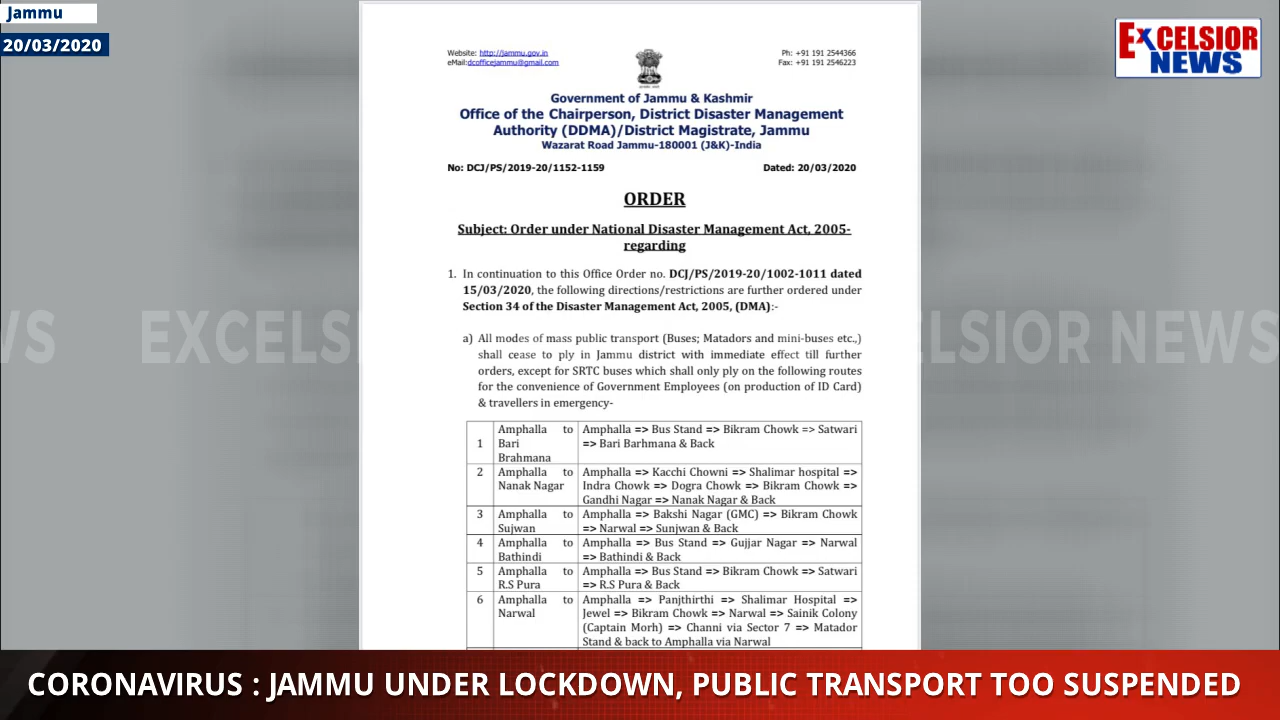 Jammu
20/03/2020
EXCELSIOR
NEWS
Website: http://jammu.gov.in
eMail:dcofficejammu@gmail.com
Ph: +91 191 2544366
Fax: +91 191 2546223
Government of Jammu & Kashmir
Office of the Chairperson, District Disaster Management
Authority (DDMA)/District Magistrate, Jammu
Wazarat Road Jammu-180001 (J&K)-India
No: DCJ/PS/2019-20/1152-1159
Dated: 20/03/2020
ORDER
Subject: Order under National Disaster Management Act, 2005-
regarding
1. In continuation to this Office Order no. DCJ/PS/2019-20/1002-1011 dated
15/03/2020, the following directions/restrictions are further ordered under
Section 34 of the Disaster Management Act, 2005, (DMA):-
a) All modes of mass public transport (Buses; Matadors and mini-buses etc.,)
shall cease to ply in Jammu district with immediate effect till further
orders, except for SRTC buses which shall only ply on the following routes
for the convenience of Government Employees (on production of ID Card)
& travellers in emergency-
1
Amphalla to
Bari
Brahmana
Amphalla => Bus Stand => Bikram Chowk => Satwari
=> Bari Barhmana & Back
2
Amphalla to
Nanak Nagar
Amphalla => Kacchi Chowni => Shalimar hospital =>
Indra Chowk => Dogra Chowk => Bikram Chowk =>
Gandhi Nagar => Nanak Nagar & Back
3
Amphalla to
Sujwan
Amphalla => Bakshi Nagar (GMC) => Bikram Chowk
=> Narwal => Sunjwan & Back
4
Amphalla to
Bathindi
Amphalla => Bus Stand => Gujjar Nagar => Narwal
=> Bathindi & Back
5
Amphalla to
R.S Pura
Amphalla => Bus Stand => Bikram Chowk => Satwari
=> R.S Pura & Back
6
Amphalla to
Narwal
Amphalla => Panjthirthi => Shalimar Hospital =>
Jewel => Bikram Chowk => Narwal => Sainik Colony
(Captain Morh) => Channi via Sector 7 => Matador
Stand & back to Amphalla via Narwal
WS EXCELS LSIOR NEWS
CORONAVIRUS : JAMMU UNDER LOCKDOWN, PUBLIC TRANSPORT TOO SUSPENDED